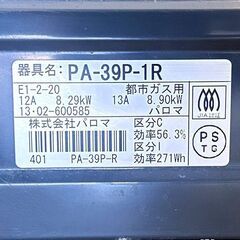 器具名: PA-39P-1R
E1-2-20 都市ガス用
12A 8.29kW 13A 8.90kW
13・02-600585 パロマ
株式会社パロマ 区分C
効率56.3%
区分I
401 PA-39P-R 効率271Wh
PS
TG